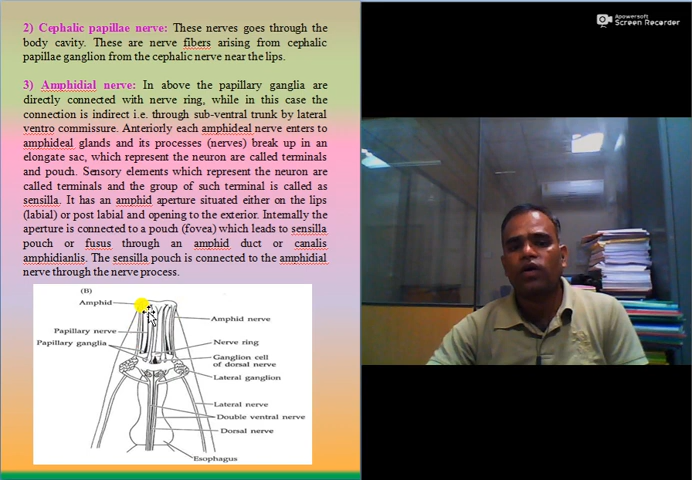 2) Cephalic papillae nerve: These nerves goes through the
body cavity. These are nerve fibers arising from cephalic
papillae ganglion from the cephalic nerve near the lips.
3) Amphidial nerve: In above the papillary ganglia are
directly connected with nerve ring, while in this case the
connection is indirect i.e. through sub-ventral trunk by lateral
ventro commissure. Anteriorly each amphideal nerve enters to
amphideal glands and its processes (nerves) break up in an
elongate sac, which represent the neuron are called terminals
and pouch. Sensory elements which represent the neuron are
called terminals and the group of such terminal is called as
sensilla. It has an amphid aperture situated either on the lips
(labial) or post labial and opening to the exterior. Internally the
aperture is connected to a pouch (fovea) which leads to sensilla
pouch or fusus through an amphid duct or canalis
amphidianlis. The sensilla pouch is connected to the amphidial
nerve through the nerve process.
(B)
Amphid
Amphid nerve
Papillary nerve
Papillary ganglia
Nerve ring
Ganglion cell
of dorsal nerve
Lateral ganglion
Lateral nerve
Double ventral nerve
Dorsal nerve
Esophagus
Apowersoft
Screen Recorder